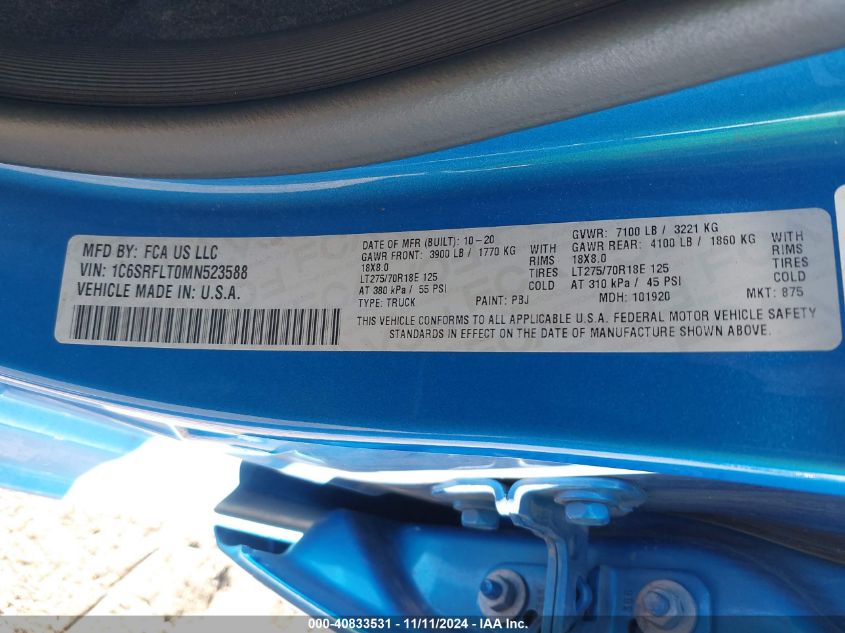 MFD BY: FCA US LLC
VIN: 1C6SRFLT0MN523588
VEHICLE MADE IN: U.S.A.
DATE OF MFR (BUILT): 10-20
GAWR FRONT: 3900 LB / 1770 KG WITH
18X8.0 RIMS
LT275/70R18E 125 TIRES
AT 380 kPa / 55 PSI COLD
TYPE: TRUCK PAINT: PBJ
GVWR: 7100 LB / 3221 KG
GAWR REAR: 4100 LB / 1860 KG WITH
18X8.0 RIMS
LT275/70R18E 125 TIRES
AT 310 kPa / 45 PSI COLD
MDH: 101920 MKT: 875
THIS VEHICLE CONFORMS TO ALL APPLICABLE U.S.A. FEDERAL MOTOR VEHICLE SAFETY
STANDARDS IN EFFECT ON THE DATE OF MANUFACTURE SHOWN ABOVE.
000-40833531 - 11/11/2024 - IAA Inc.